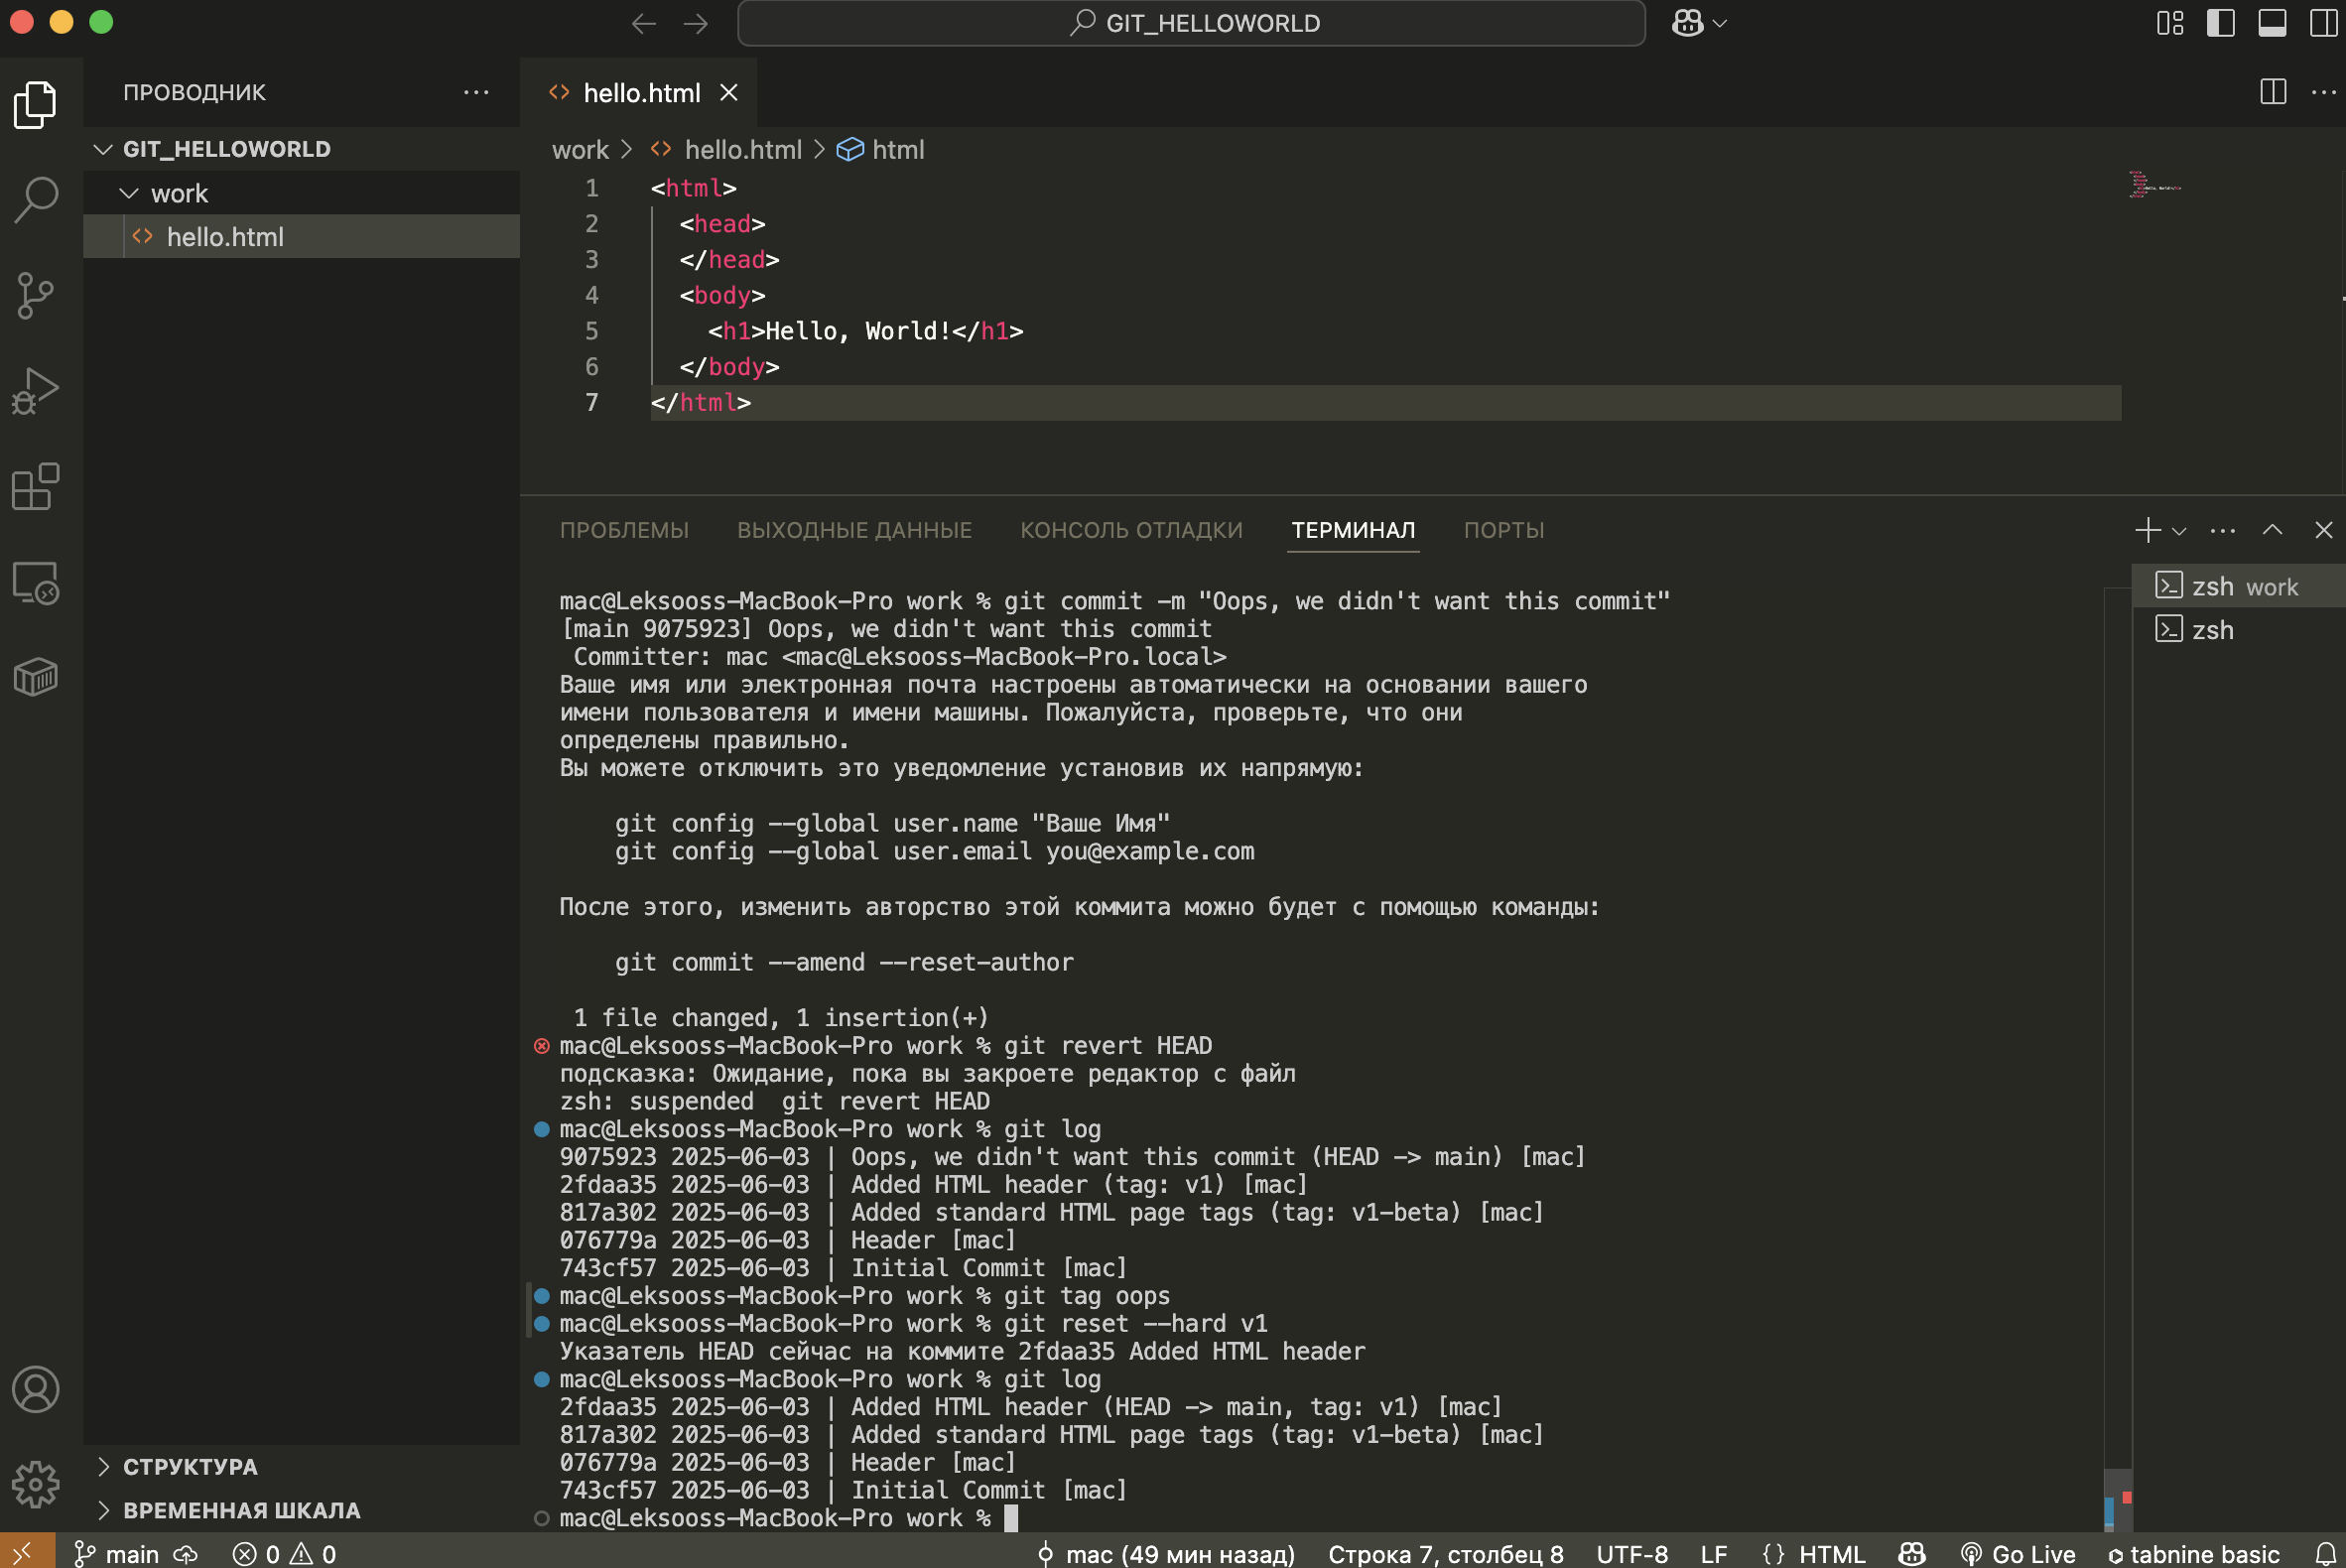 GIT_HELLOWORLD
ПРОВОДНИК
GIT_HELLOWORLD
work
hello.html
СТРУКТУРА
ВРЕМЕННАЯ ШКАЛА
hello.html
work > hello.html > html
1 <html>
2 <head>
3 </head>
4 <body>
5 <h1>Hello, World!</h1>
6 </body>
7 </html>
ПРОБЛЕМЫ ВЫХОДНЫЕ ДАННЫЕ КОНСОЛЬ ОТЛАДКИ ТЕРМИНАЛ ПОРТЫ
mac@Leksooss-MacBook-Pro work % git commit -m "Oops, we didn't want this commit"
[main 9075923] Oops, we didn't want this commit
Committer: mac <mac@Leksooss-MacBook-Pro.local>
Ваше имя или электронная почта настроены автоматически на основании вашего
имени пользователя и имени машины. Пожалуйста, проверьте, что они
определены правильно.
Вы можете отключить это уведомление установив их напрямую:
git config --global user.name "Ваше Имя"
git config --global user.email you@example.com
После этого, изменить авторство этой коммита можно будет с помощью команды:
git commit --amend --reset-author
1 file changed, 1 insertion(+)
mac@Leksooss-MacBook-Pro work % git revert HEAD
подсказка: Ожидание, пока вы закроете редактор с файл
zsh: suspended  git revert HEAD
mac@Leksooss-MacBook-Pro work % git log
9075923 2025-06-03 | Oops, we didn't want this commit (HEAD -> main) [mac]
2fdaa35 2025-06-03 | Added HTML header (tag: v1) [mac]
817a302 2025-06-03 | Added standard HTML page tags (tag: v1-beta) [mac]
076779a 2025-06-03 | Header [mac]
743cf57 2025-06-03 | Initial Commit [mac]
mac@Leksooss-MacBook-Pro work % git tag oops
mac@Leksooss-MacBook-Pro work % git reset --hard v1
Указатель HEAD сейчас на коммите 2fdaa35 Added HTML header
mac@Leksooss-MacBook-Pro work % git log
2fdaa35 2025-06-03 | Added HTML header (HEAD -> main, tag: v1) [mac]
817a302 2025-06-03 | Added standard HTML page tags (tag: v1-beta) [mac]
076779a 2025-06-03 | Header [mac]
743cf57 2025-06-03 | Initial Commit [mac]
mac@Leksooss-MacBook-Pro work %
zsh work
zsh
main 0 0 mac (49 мин назад) Строка 7, столбец 8 UTF-8 LF {} HTML Go Live tabnine basic